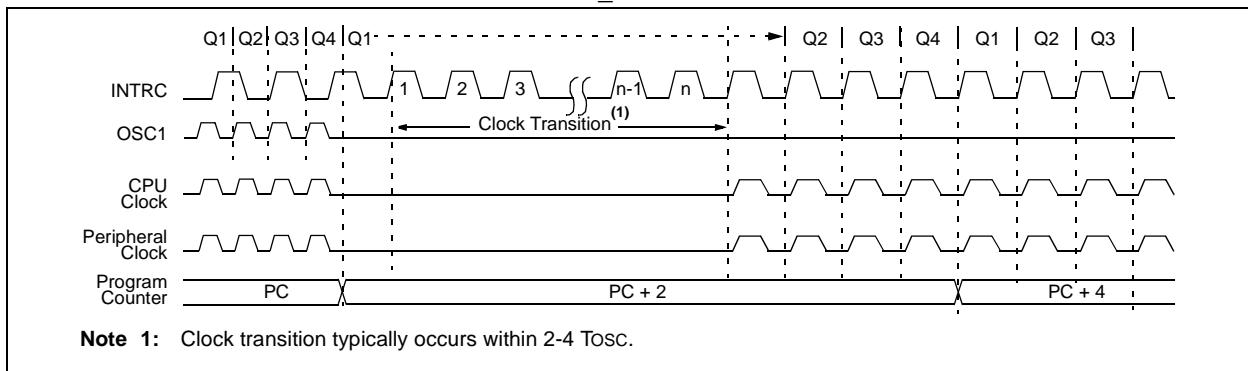 Q1 Q2 Q3 Q4 Q1 Q2 Q3 Q4 Q1 Q2 Q3
INTRC 1 2 3 n-1 n
OSC1 Clock Transition(1)
CPU
Clock
Peripheral
Clock
Program
Counter PC PC + 2 PC + 4
Note 1: Clock transition typically occurs within 2-4 TOSC.